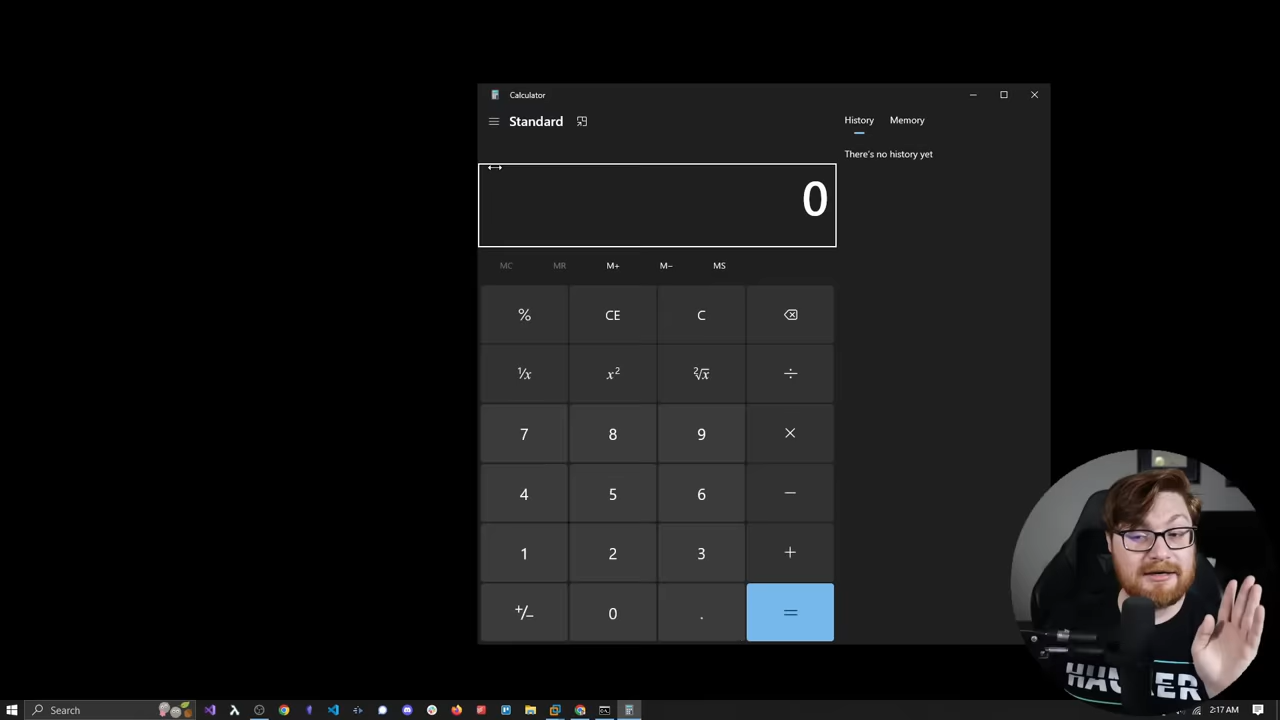 Calculator
Standard
History Memory
There's no history yet
0
MC MR M+ M− MS
% CE C
⅟x x² ²√x ÷
7 8 9 ×
4 5 6 −
1 2 3 +
+/− 0 . =
Search
2:17 AM